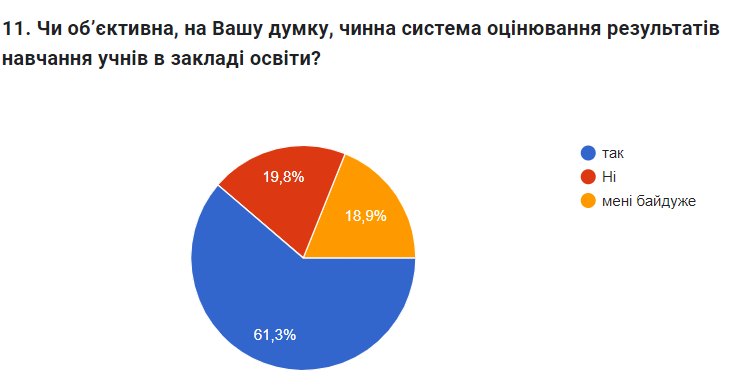 11. Чи об’єктивна, на Вашу думку, чинна система оцінювання результатів
навчання учнів в закладі освіти?
так
Ні
мені байдуже
19,8%
18,9%
61,3%